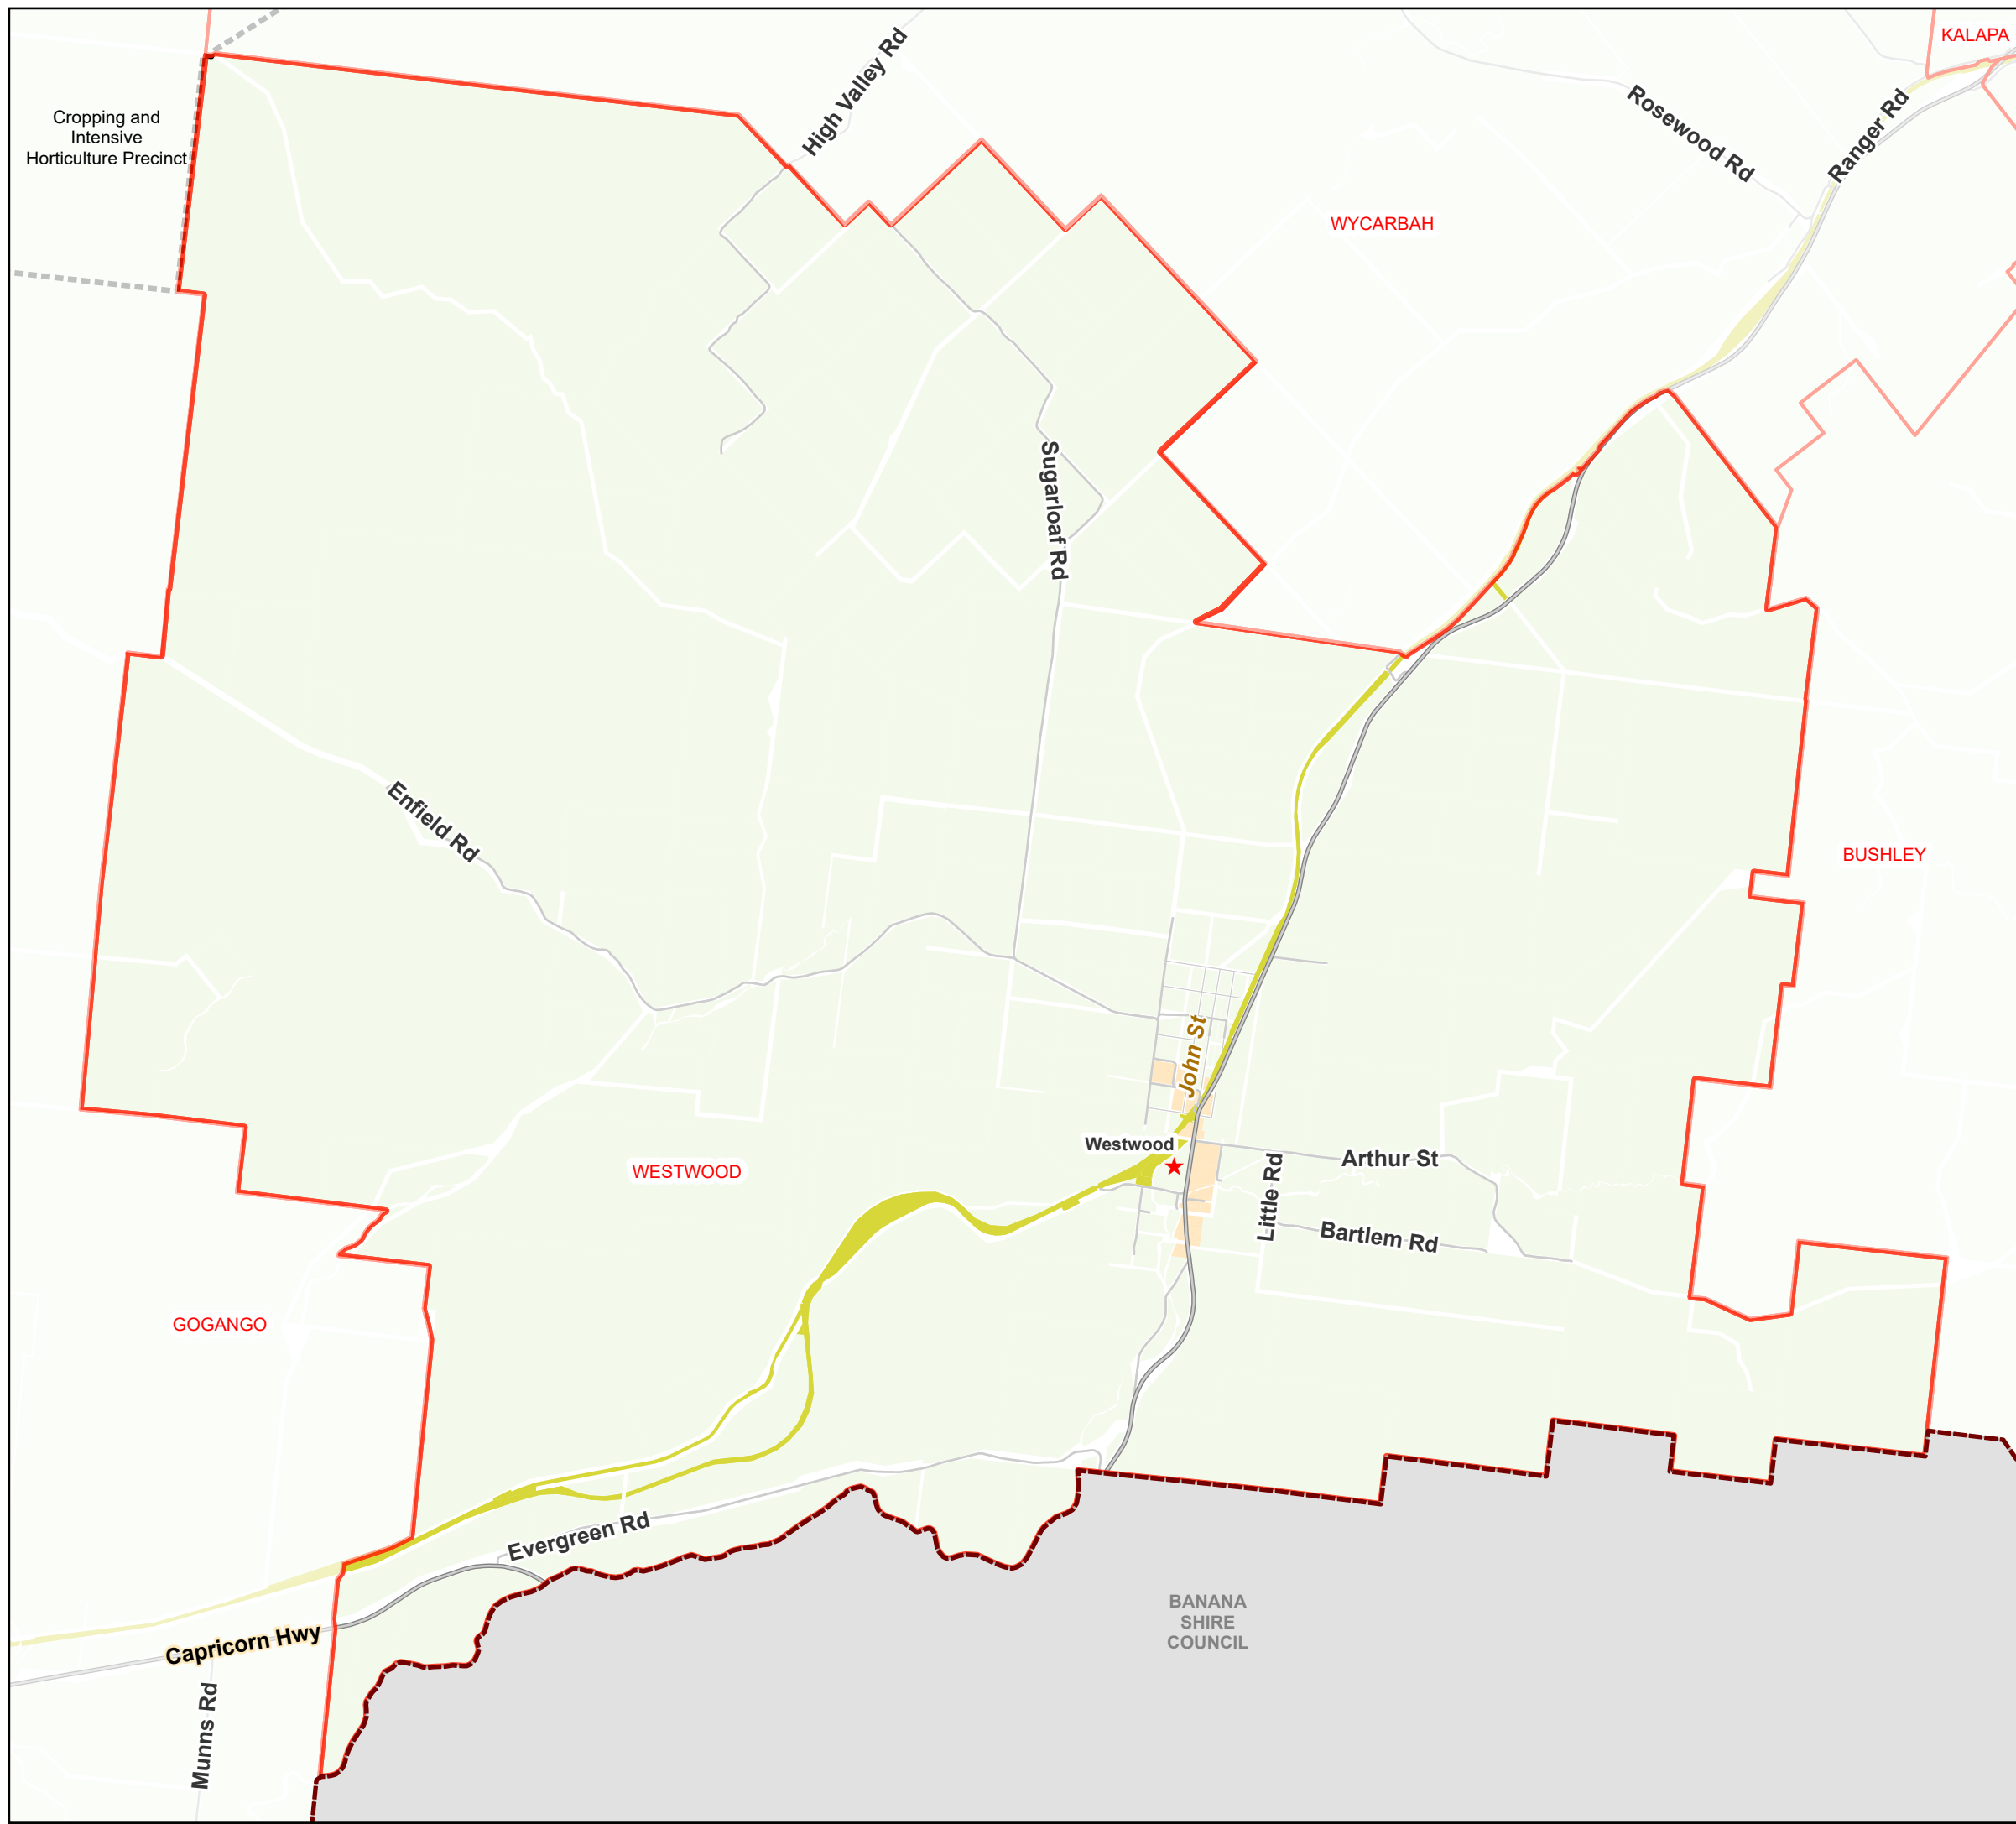 KALAPA
High Valley Rd
Cropping and
Intensive
Horticulture Precinct
Rosewood Rd
Ranger Rd
WYCARBAH
Sugarloaf Rd
Enfield Rd
BUSHLEY
John St
Westwood
Arthur St
WESTWOOD
Little Rd
Bartlem Rd
GOGANGO
Evergreen Rd
BANANA
SHIRE
COUNCIL
Capricorn Hwy
Munns Rd